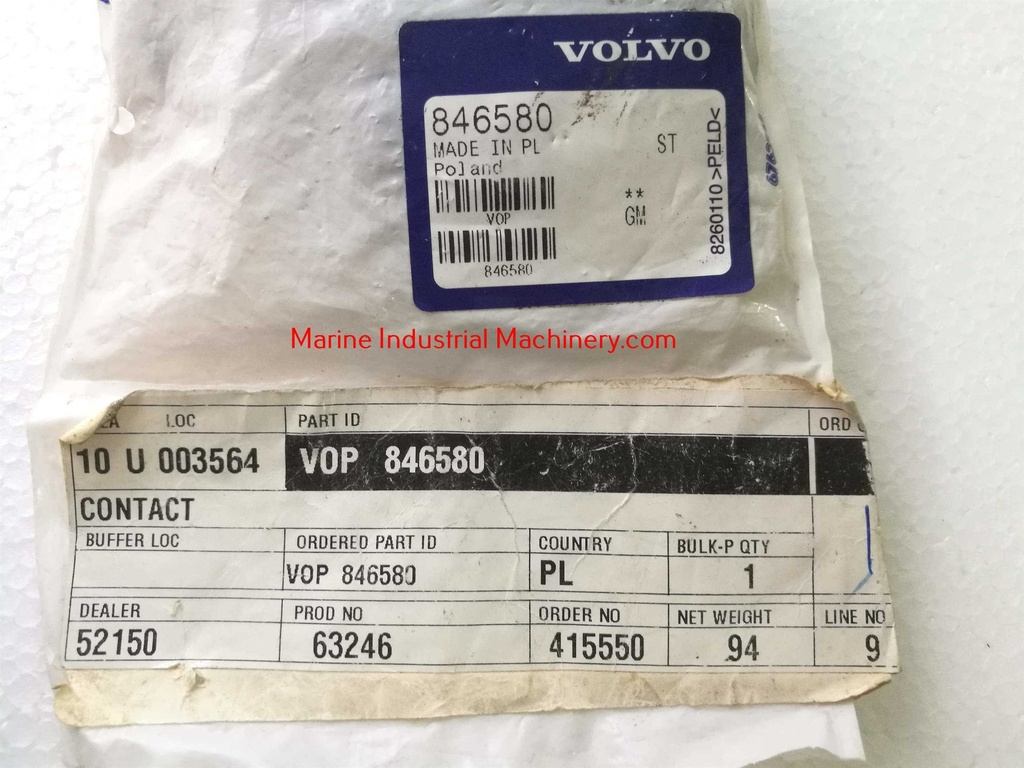 VOLVO
846580
MADE IN PL
ST
Poland
VOP
**
GM
846580
8260110 >PELD<
Marine Industrial Machinery.com
LOC
PART ID
ORD
10 U 003564
VOP 846580
CONTACT
BUFFER LOC
ORDERED PART ID
COUNTRY
BULK-P QTY
VOP 846580
PL
1
DEALER
PROD NO
ORDER NO
NET WEIGHT
LINE NO
52150
63246
415550
.94
9